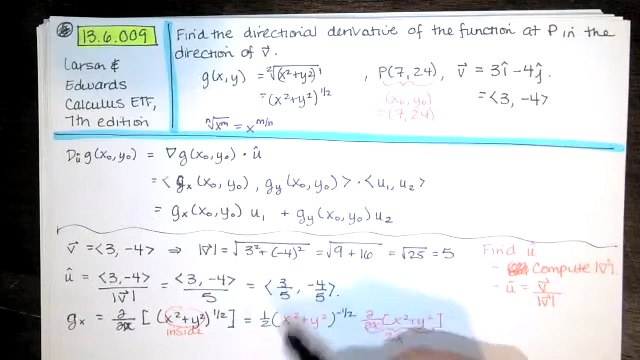 13.6.009
Larson &
Edwards
Calculus ETF,
7th edition
Find the directional derivative of the function at P in the
direction of v⃗.
g(x,y) = ²√(x²+y²)¹ , P(7,24) , v⃗ = 3î − 4ĵ.
= (x²+y²)^1/2
(x₀,y₀)
= (7,24)
= <3, −4>
ⁿ√x^m = x^m/n
D_û g(x₀,y₀) = ∇g(x₀,y₀) · û
= <g_x(x₀,y₀), g_y(x₀,y₀)> · <u₁, u₂>
= g_x(x₀,y₀) u₁ + g_y(x₀,y₀) u₂
v⃗ = <3, −4> ⇒ |v⃗| = √3² + (−4)² = √9 + 16 = √25 = 5
û = <3, −4>/|v⃗| = <3, −4>/5 = <3/5, −4/5>.
Find û
- Compute |v⃗|.
- û = v⃗/|v⃗|
g_x = ∂/∂x [(x²+y²)^1/2] = 1/2 (x²+y²)^−1/2 ∂/∂x (x²+y²]
inside